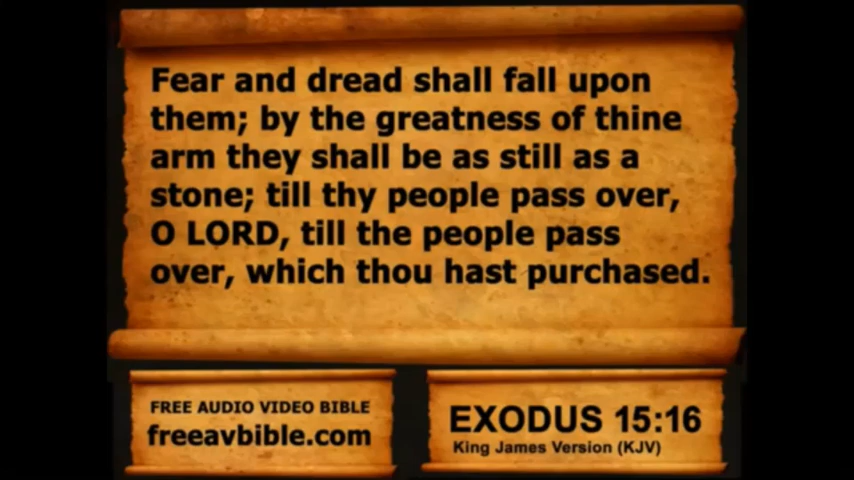 Fear and dread shall fall upon
them; by the greatness of thine
arm they shall be as still as a
stone; till thy people pass over,
O LORD, till the people pass
over, which thou hast purchased.
FREE AUDIO VIDEO BIBLE
freeavbible.com
EXODUS 15:16
King James Version (KJV)